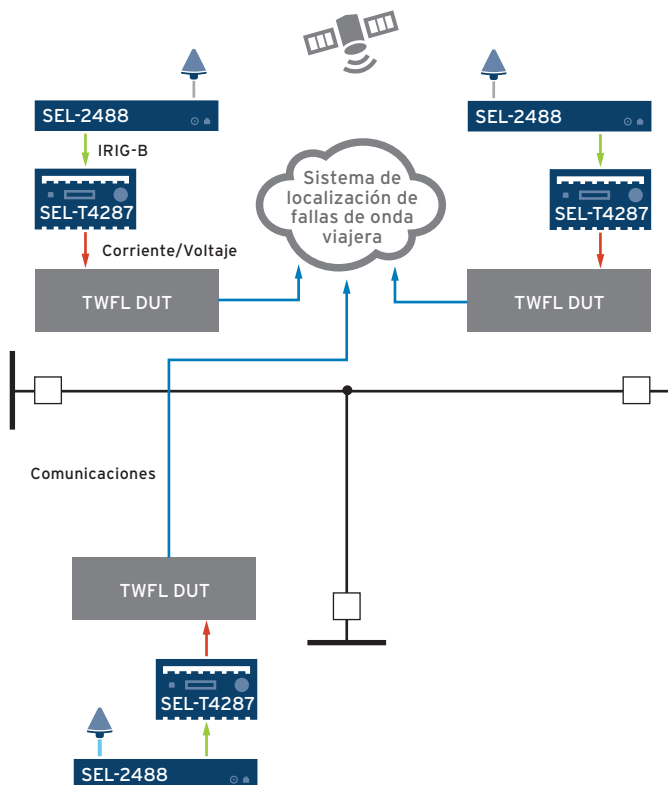 SEL-2488
SEL-2488
IRIG-B
SEL-T4287
SEL-T4287
Sistema de
localización de
fallas de onda
viajera
Corriente/Voltaje
TWFL DUT
TWFL DUT
Comunicaciones
TWFL DUT
SEL-T4287
SEL-2488